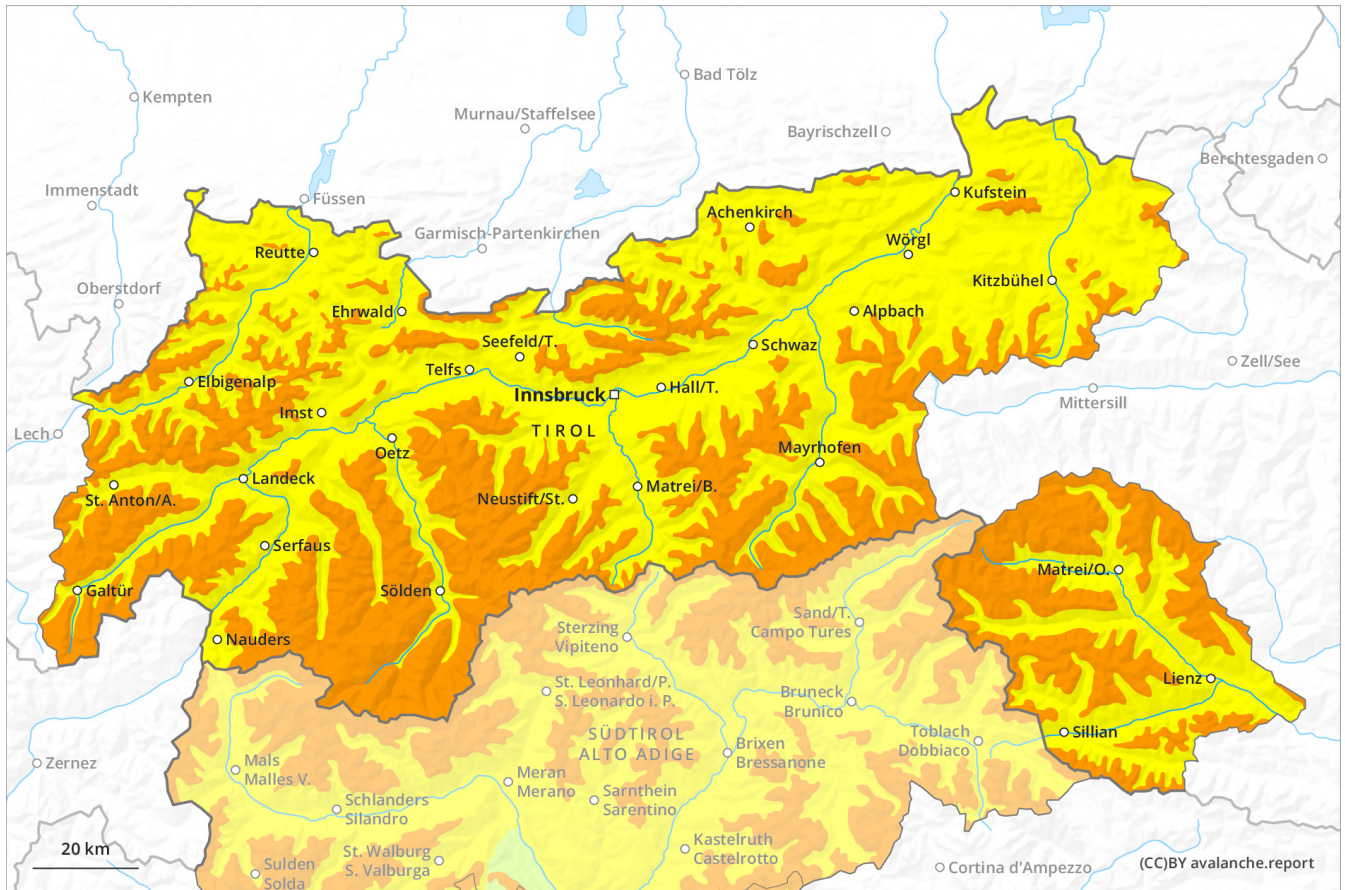 Bad Tölz
Kempten
Murnau/Staffelsee
Bayrischzell
Berchtesgaden
Immenstadt
Füssen
Kufstein
Achenkirch
Garmisch-Partenkirchen
Wörgl
Reutte
Oberstdorf
Kitzbühel
Ehrwald
Alpbach
Seefeld/T.
Schwaz
Zell/See
Telfs
Elbigenalp
Hall/T.
Innsbruck
Mittersill
Imst
TIROL
Lech
Oetz
Mayrhofen
Landeck
St. Anton/A.
Neustift/St.
Matrei/B.
Serfaus
Matrei/O.
Galtür
Sölden
Sand/T.
Campo Tures
Sterzing
Vipiteno
Nauders
Lienz
St. Leonhard/P.
S. Leonardo i. P.
Bruneck
Brunico
SÜDTIROL
ALTO ADIGE
Toblach
Dobbiaco
Sillian
Brixen
Bressanone
Zernez
Mals
Malles V.
Meran
Merano
Sarnthein
Sarentino
Schlanders
Silandro
Kastelruth
Castelrotto
20 km
St. Walburg
S. Valburga
Sulden
Solda
Cortina d'Ampezzo
(CC)BY avalanche.report